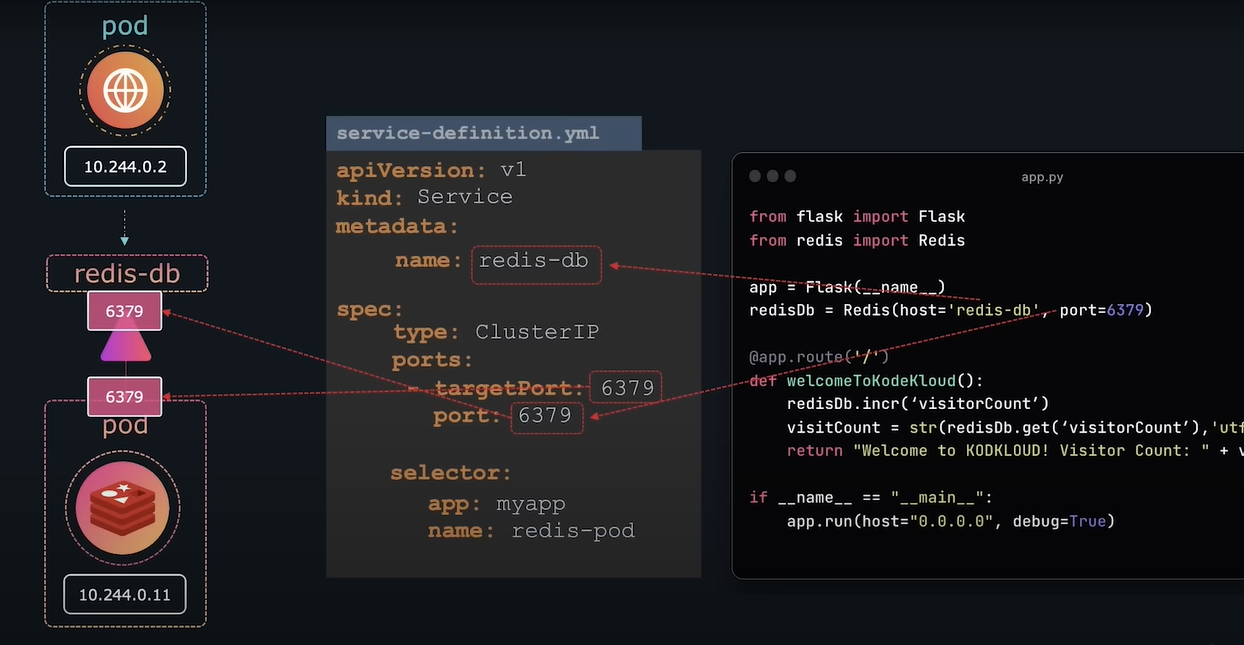 pod
10.244.0.2
redis-db
6379
6379
pod
10.244.0.11
service-definition.yml
apiVersion: v1
kind: Service
metadata:
name: redis-db
spec:
type: ClusterIP
ports:
- targetPort: 6379
port: 6379
selector:
app: myapp
name: redis-pod
app.py
from flask import Flask
from redis import Redis
app = Flask(__name__)
redisDb = Redis(host='redis-db', port=6379)
@app.route('/')
def welcomeToKodeKloud():
redisDb.incr(‘visitorCount’)
visitCount = str(redisDb.get(‘visitorCount’),'utf
return "Welcome to KODKLOUD! Visitor Count: " + v
if __name__ == "__main__":
app.run(host="0.0.0.0", debug=True)